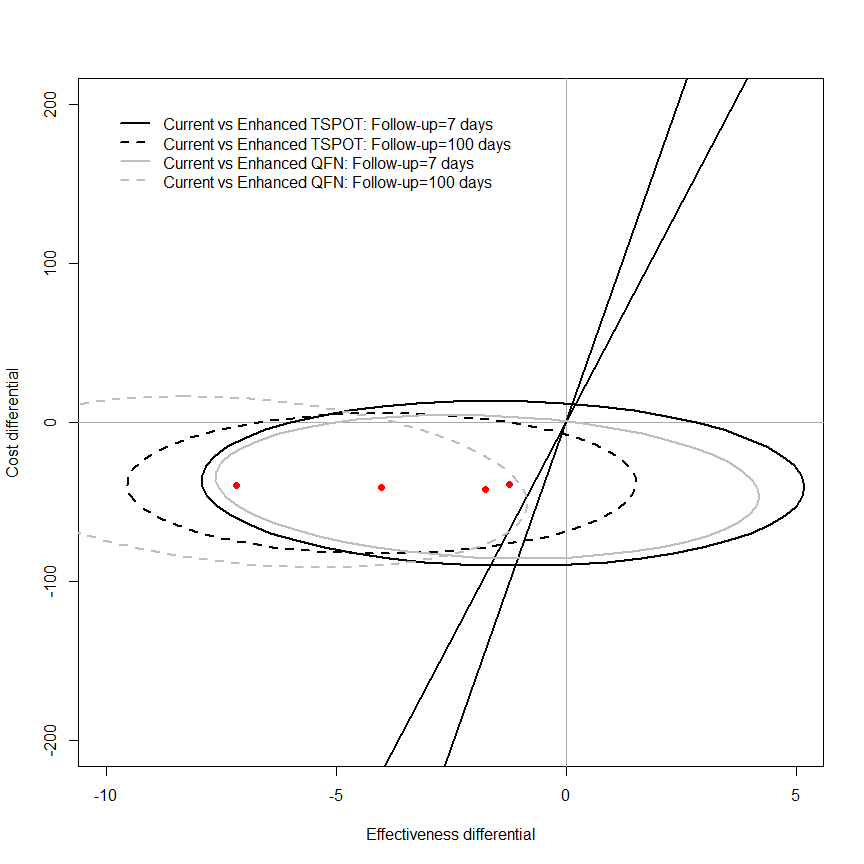 200
100
0
-100
-200
Cost differential
Current vs Enhanced TSPOT: Follow-up=7 days
Current vs Enhanced TSPOT: Follow-up=100 days
Current vs Enhanced QFN: Follow-up=7 days
Current vs Enhanced QFN: Follow-up=100 days
-10
-5
0
5
Effectiveness differential